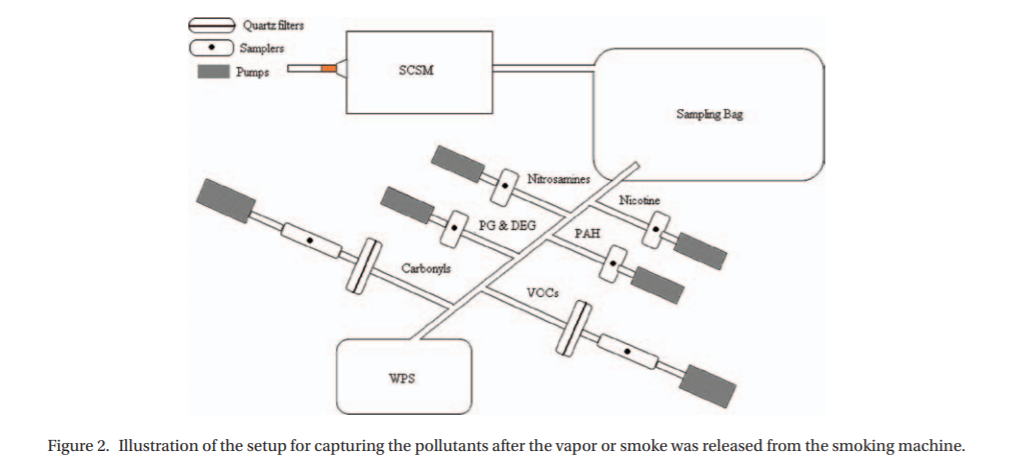 Quartz filters
Samplers
Pumps
SCSM
Sampling Bag
Nitrosamines
Nicotine
PG & DEG
PAH
Carbonyls
VOCs
WPS
Figure 2. Illustration of the setup for capturing the pollutants after the vapor or smoke was released from the smoking machine.